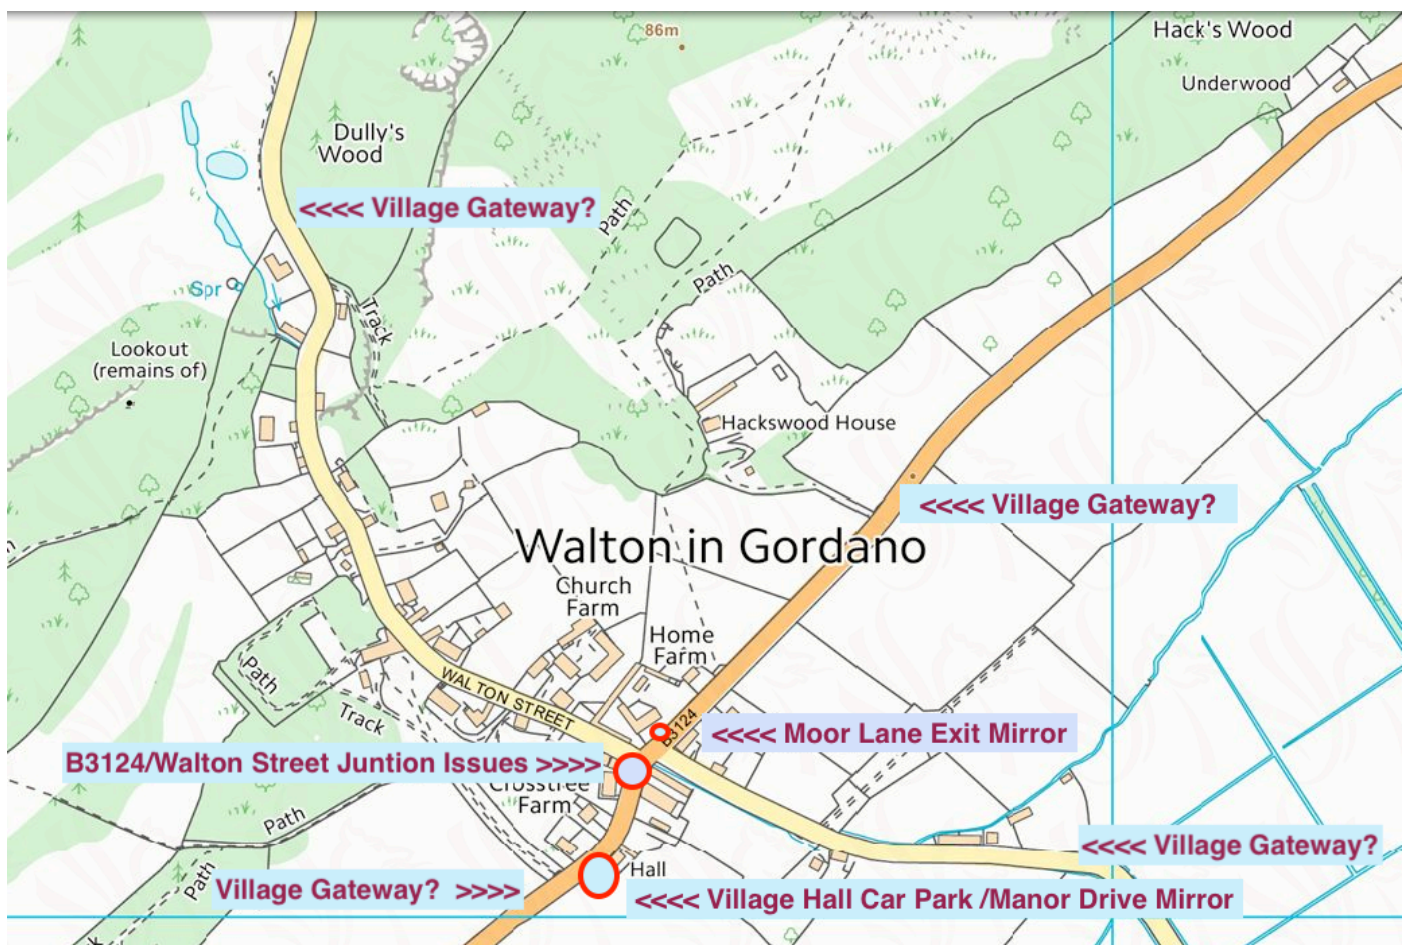 86m
Hack's Wood
Underwood
Dully's
Wood
<<<< Village Gateway?
Path
Path
Spr
Track
Lookout
(remains of)
Hackswood House
<<<< Village Gateway?
Walton in Gordano
Church
Farm
Home
Farm
Path
WALTON STREET
Track
B3124
<<<< Moor Lane Exit Mirror
B3124/Walton Street Juntion Issues >>>>
Crosstree
Farm
Path
<<<< Village Gateway?
Path
Hall
Village Gateway? >>>>
<<<< Village Hall Car Park /Manor Drive Mirror